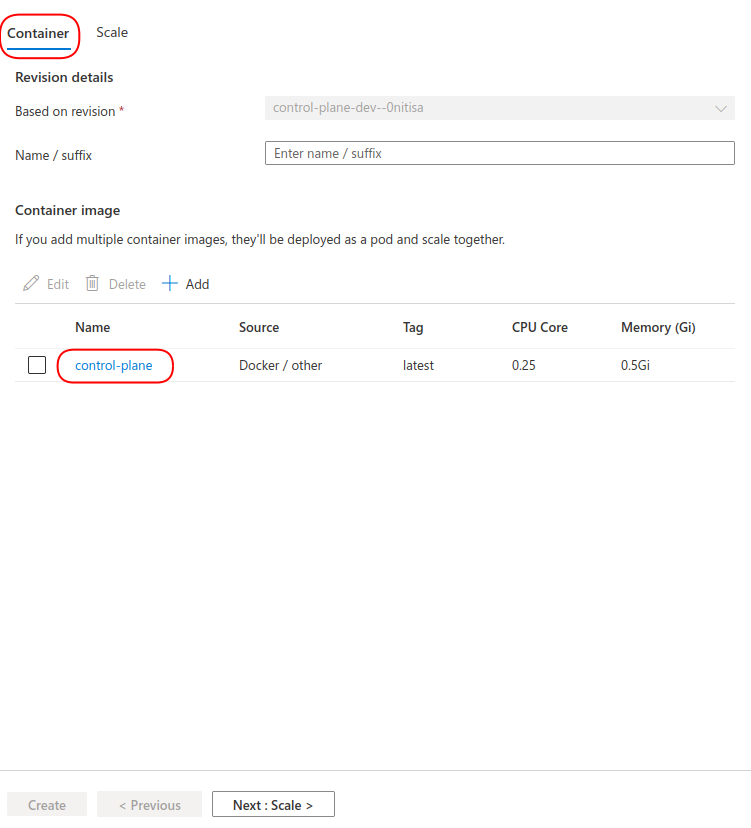 Container Scale
Revision details
Based on revision * control-plane-dev--0nitisa
Name / suffix Enter name / suffix
Container image
If you add multiple container images, they'll be deployed as a pod and scale together.
Edit Delete Add
Name Source Tag CPU Core Memory (Gi)
control-plane Docker / other latest 0.25 0.5Gi
Create < Previous Next : Scale >